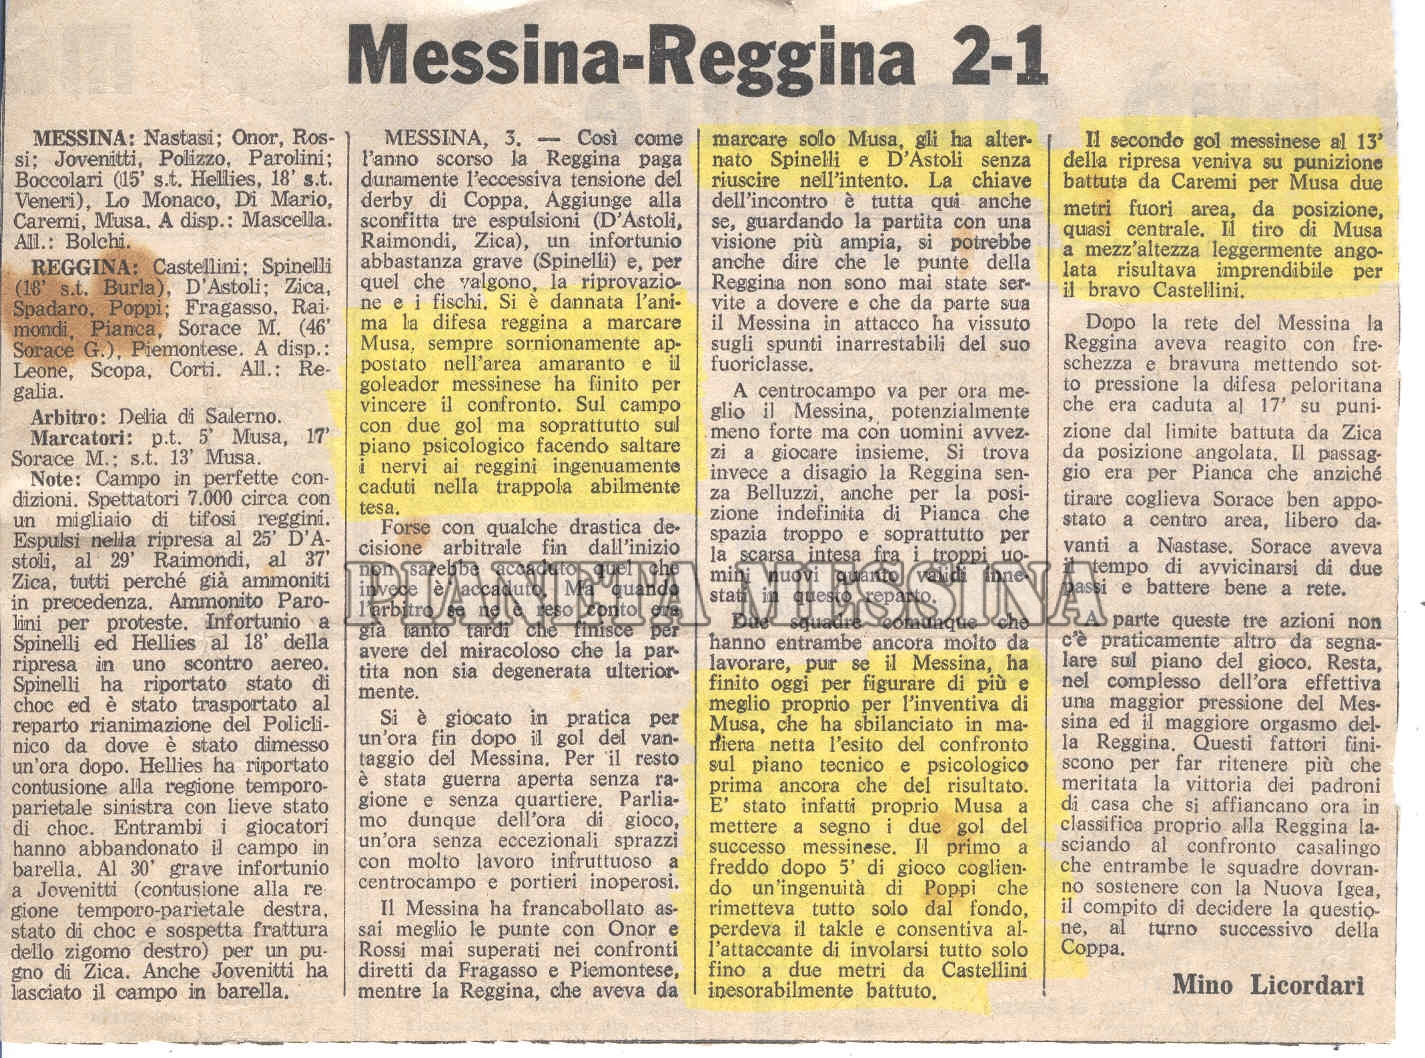 Messina-Reggina 2-1
MESSINA: Nastasi; Onor, Ros-
si; Jovenitti, Polizzo, Parolini;
Boccolari (15' s.t. Hellies, 18' s.t.
Veneri), Lo Monaco, Di Mario,
Caremi, Musa. A disp.: Mascella.
All.: Bolchi.
REGGINA: Castellini; Spinelli
(18' s.t. Burla), D'Astoli; Zica,
Spadaro, Poppi; Fragasso, Rai-
mondi, Pianca, Sorace M. (46'
Sorace G.), Piemontese. A disp.:
Leone, Scopa, Corti. All.: Re-
galia.
Arbitro: Delia di Salerno.
Marcatori: p.t. 5' Musa, 17'
Sorace M.; s.t. 13' Musa.
Note: Campo in perfette con-
dizioni. Spettatori 7.000 circa con
un migliaio di tifosi reggini.
Espulsi nella ripresa al 25' D'A-
stoli, al 29' Raimondi, al 37'
Zica, tutti perché già ammoniti
in precedenza. Ammonito Paro-
lini per proteste. Infortunio a
Spinelli ed Hellies al 18' della
ripresa in uno scontro aereo.
Spinelli ha riportato stato di
choc ed è stato trasportato al
reparto rianimazione del Policli-
nico da dove è stato dimesso
un'ora dopo. Hellies ha riportato
contusione alla regione temporo-
parietale sinistra con lieve stato
di choc. Entrambi i giocatori
hanno abbandonato il campo in
barella. Al 30' grave infortunio
a Jovenitti (contusione alla re
gione temporo-parietale destra,
stato di choc e sospetta frattura
dello zigomo destro) per un pu-
gno di Zica. Anche Jovenitti ha
lasciato il campo in barella.
MESSINA, 3. — Così come
l'anno scorso la Reggina paga
duramente l'eccessiva tensione del
derby di Coppa. Aggiunge alla
sconfitta tre espulsioni (D'Astoli,
Raimondi, Zica), un infortunio
abbastanza grave (Spinelli) e, per
quel che valgono, la riprovazio-
ne e i fischi. Si è dannata l'ani-
ma la difesa reggina a marcare
Musa, sempre sornionamente ap-
postato nell'area amaranto e il
goleador messinese ha finito per
vincere il confronto. Sul campo
con due gol ma soprattutto sul
piano psicologico facendo saltare
i nervi ai reggini ingenuamente
caduti nella trappola abilmente
tesa.
Forse con qualche drastica de-
cisione arbitrale fin dall'inizio
non sarebbe accaduto quel che
invece è accaduto. Ma quando
l'arbitro se ne è reso conto era
già tanto tardi che finisce per
avere del miracoloso che la par-
tita non sia degenerata ulterior-
mente.
Si è giocato in pratica per
un'ora fin dopo il gol del van-
taggio del Messina. Per il resto
è stata guerra aperta senza ra-
gione e senza quartiere. Parlia-
mo dunque dell'ora di gioco,
un'ora senza eccezionali sprazzi
con molto lavoro infruttuoso a
centrocampo e portieri inoperosi.
Il Messina ha francabollato as-
sai meglio le punte con Onor e
Rossi mai superati nei confronti
diretti da Fragasso e Piemontese,
mentre la Reggina, che aveva da
marcare solo Musa, gli ha alter-
nato Spinelli e D'Astoli senza
riuscire nell'intento. La chiave
dell'incontro è tutta qui anche
se, guardando la partita con una
visione più ampia, si potrebbe
anche dire che le punte della
Reggina non sono mai state ser-
vite a dovere e che da parte sua
il Messina in attacco ha vissuto
sugli spunti inarrestabili del suo
fuoriclasse.
A centrocampo va per ora me-
glio il Messina, potenzialmente
meno forte ma con uomini avvez-
zi a giocare insieme. Si trova
invece a disagio la Reggina sen-
za Belluzzi, anche per la posi-
zione indefinita di Pianca che
spazia troppo e soprattutto per
la scarsa intesa fra i troppi uo-
mini nuovi quanto validi inne-
stati in questo reparto.
Due squadre comunque che
hanno entrambe ancora molto da
lavorare, pur se il Messina, ha
finito oggi per figurare di più e
meglio proprio per l'inventiva di
Musa, che ha sbilanciato in ma-
niera netta l'esito del confronto
sul piano tecnico e psicologico
prima ancora che del risultato.
E' stato infatti proprio Musa a
mettere a segno i due gol del
successo messinese. Il primo a
freddo dopo 5' di gioco coglien-
do un'ingenuità di Poppi che
rimetteva tutto solo dal fondo,
perdeva il takle e consentiva al-
l'attaccante di involarsi tutto solo
fino a due metri da Castellini
inesorabilmente battuto.
Il secondo gol messinese al 13'
della ripresa veniva su punizione
battuta da Caremi per Musa due
metri fuori area, da posizione,
quasi centrale. Il tiro di Musa
a mezz'altezza leggermente ango-
lata risultava imprendibile per
il bravo Castellini.
Dopo la rete del Messina la
Reggina aveva reagito con fre-
schezza e bravura mettendo sot-
to pressione la difesa peloritana
che era caduta al 17' su puni-
zione dal limite battuta da Zica
da posizione angolata. Il passag-
gio era per Pianca che anziché
tirare coglieva Sorace ben appo-
stato a centro area, libero da-
vanti a Nastase. Sorace aveva
il tempo di avvicinarsi di due
passi e battere bene a rete.
A parte queste tre azioni non
c'è praticamente altro da segna-
lare sul piano del gioco. Resta,
nel complesso dell'ora effettiva
una maggior pressione del Mes-
sina ed il maggiore orgasmo del-
la Reggina. Questi fattori fini-
scono per far ritenere più che
meritata la vittoria dei padroni
di casa che si affiancano ora in
classifica proprio alla Reggina la-
sciando al confronto casalingo
che entrambe le squadre dovran-
no sostenere con la Nuova Igea,
il compito di decidere la questio-
ne, al turno successivo della
Coppa.
Mino Licordari
PIANETA MESSINA